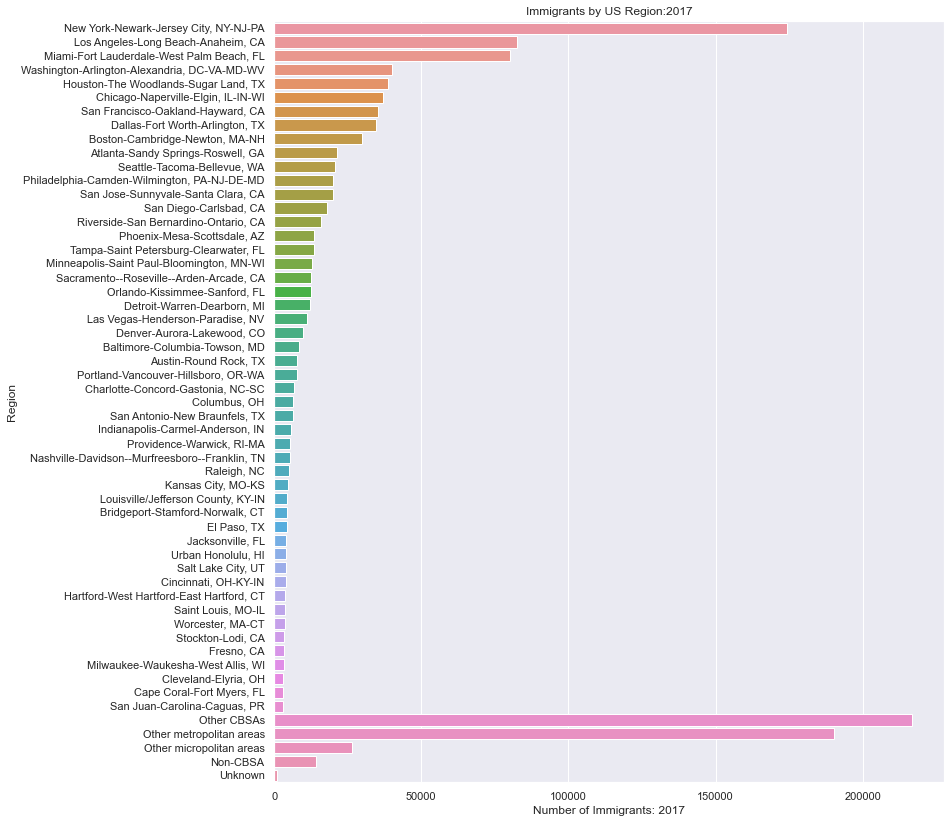 Immigrants by US Region:2017
New York-Newark-Jersey City, NY-NJ-PA
Los Angeles-Long Beach-Anaheim, CA
Miami-Fort Lauderdale-West Palm Beach, FL
Washington-Arlington-Alexandria, DC-VA-MD-WV
Houston-The Woodlands-Sugar Land, TX
Chicago-Naperville-Elgin, IL-IN-WI
San Francisco-Oakland-Hayward, CA
Dallas-Fort Worth-Arlington, TX
Boston-Cambridge-Newton, MA-NH
Atlanta-Sandy Springs-Roswell, GA
Seattle-Tacoma-Bellevue, WA
Philadelphia-Camden-Wilmington, PA-NJ-DE-MD
San Jose-Sunnyvale-Santa Clara, CA
San Diego-Carlsbad, CA
Riverside-San Bernardino-Ontario, CA
Phoenix-Mesa-Scottsdale, AZ
Tampa-Saint Petersburg-Clearwater, FL
Minneapolis-Saint Paul-Bloomington, MN-WI
Sacramento--Roseville--Arden-Arcade, CA
Orlando-Kissimmee-Sanford, FL
Detroit-Warren-Dearborn, MI
Las Vegas-Henderson-Paradise, NV
Denver-Aurora-Lakewood, CO
Baltimore-Columbia-Towson, MD
Austin-Round Rock, TX
Portland-Vancouver-Hillsboro, OR-WA
Charlotte-Concord-Gastonia, NC-SC
Columbus, OH
San Antonio-New Braunfels, TX
Indianapolis-Carmel-Anderson, IN
Providence-Warwick, RI-MA
Nashville-Davidson--Murfreesboro--Franklin, TN
Raleigh, NC
Kansas City, MO-KS
Louisville/Jefferson County, KY-IN
Bridgeport-Stamford-Norwalk, CT
El Paso, TX
Jacksonville, FL
Urban Honolulu, HI
Salt Lake City, UT
Cincinnati, OH-KY-IN
Hartford-West Hartford-East Hartford, CT
Saint Louis, MO-IL
Worcester, MA-CT
Stockton-Lodi, CA
Fresno, CA
Milwaukee-Waukesha-West Allis, WI
Cleveland-Elyria, OH
Cape Coral-Fort Myers, FL
San Juan-Carolina-Caguas, PR
Other CBSAs
Other metropolitan areas
Other micropolitan areas
Non-CBSA
Unknown
Region
0 50000 100000 150000 200000
Number of Immigrants: 2017